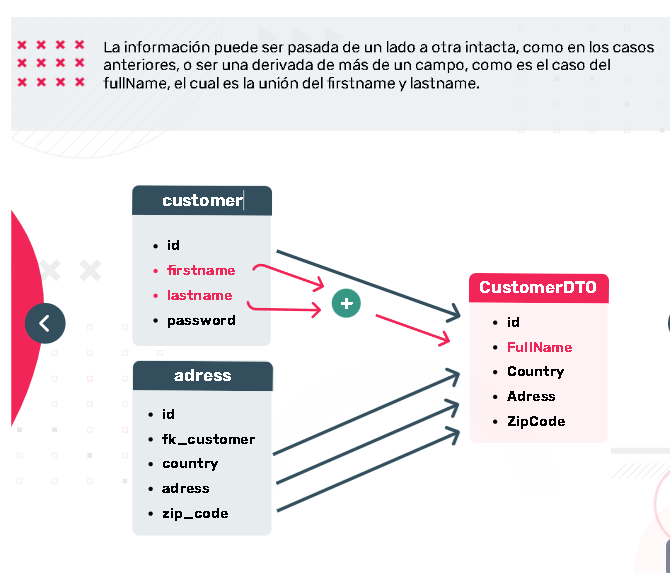 La información puede ser pasada de un lado a otra intacta, como en los casos
anteriores, o ser una derivada de más de un campo, como es el caso del
fullName, el cual es la unión del firstname y lastname.
customer
• id
• firstname
• lastname
• password
+
CustomerDTO
• id
• FullName
• Country
• Adress
• ZipCode
adress
• id
• fk_customer
• country
• adress
• zip_code